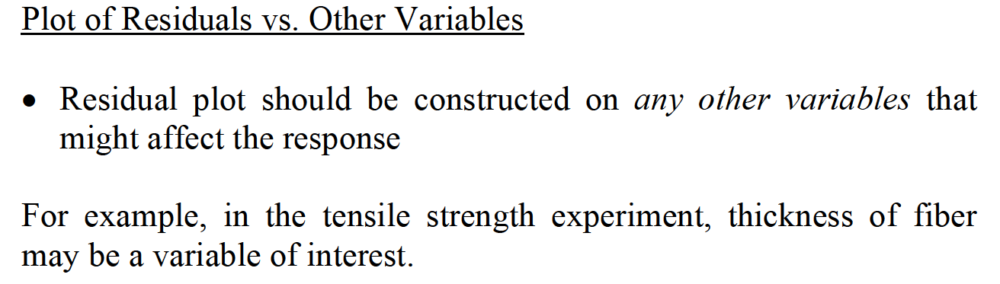 Plot of Residuals vs. Other Variables
• Residual plot should be constructed on any other variables that
might affect the response
For example, in the tensile strength experiment, thickness of fiber
may be a variable of interest.